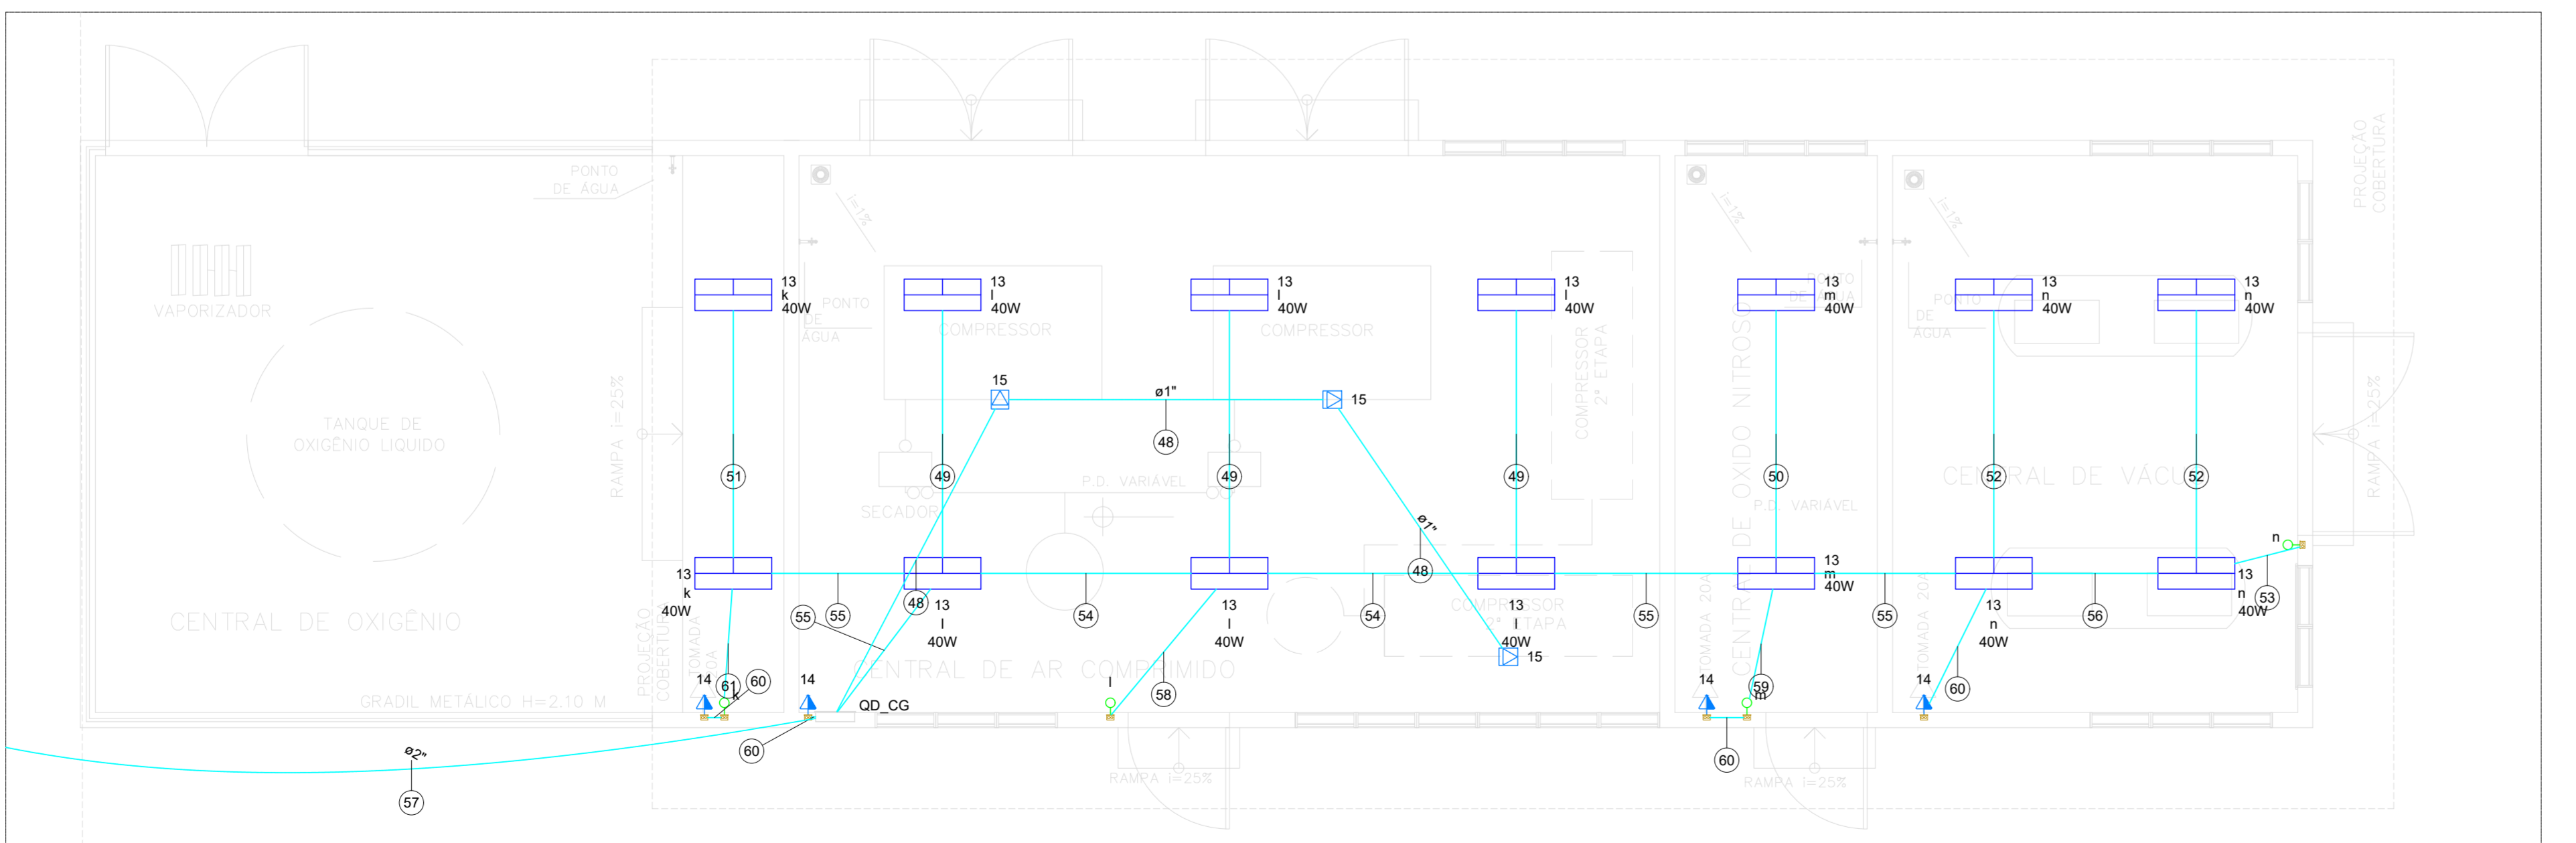 PROJEÇÃO
COBERTURA
PONTO
DE ÁGUA
i=1%
i=1%
i=1%
VAPORIZADOR
13
k
40W
13
l
40W
13
l
40W
13
l
40W
13
m
40W
13
n
40W
13
n
40W
PONTO
DE
ÁGUA
PONTO
DE ÁGUA
PONTO
DE
ÁGUA
COMPRESSOR
COMPRESSOR
COMPRESSOR
2ª ETAPA
TANQUE DE
OXIGÊNIO LIQUIDO
RAMPA i=25%
15
ø1"
15
48
RAMPA i=25%
51
49
49
49
50
52
52
P.D. VARIÁVEL
SECADOR
P.D. VARIÁVEL
CENTRAL DE OXIDO NITROSO
CENTRAL DE VÁCUO
ø1"
48
n
13
k
40W
55
48
55
54
54
55
55
56
53
13
l
40W
13
l
40W
COMPRESSOR
2ª ETAPA
13
l
40W
13
m
40W
13
n
40W
13
n
40W
CENTRAL DE OXIGÊNIO
PROJEÇÃO
COBERTURA
TOMADA
20A
TOMADA 20A
TOMADA 20A
CENTRAL DE AR COMPRIMIDO
15
GRADIL METÁLICO H=2.10 M
14
61
k
60
14
QD_CG
l
58
14
59
m
14
60
ø2"
60
57
60
RAMPA i=25%
RAMPA i=25%